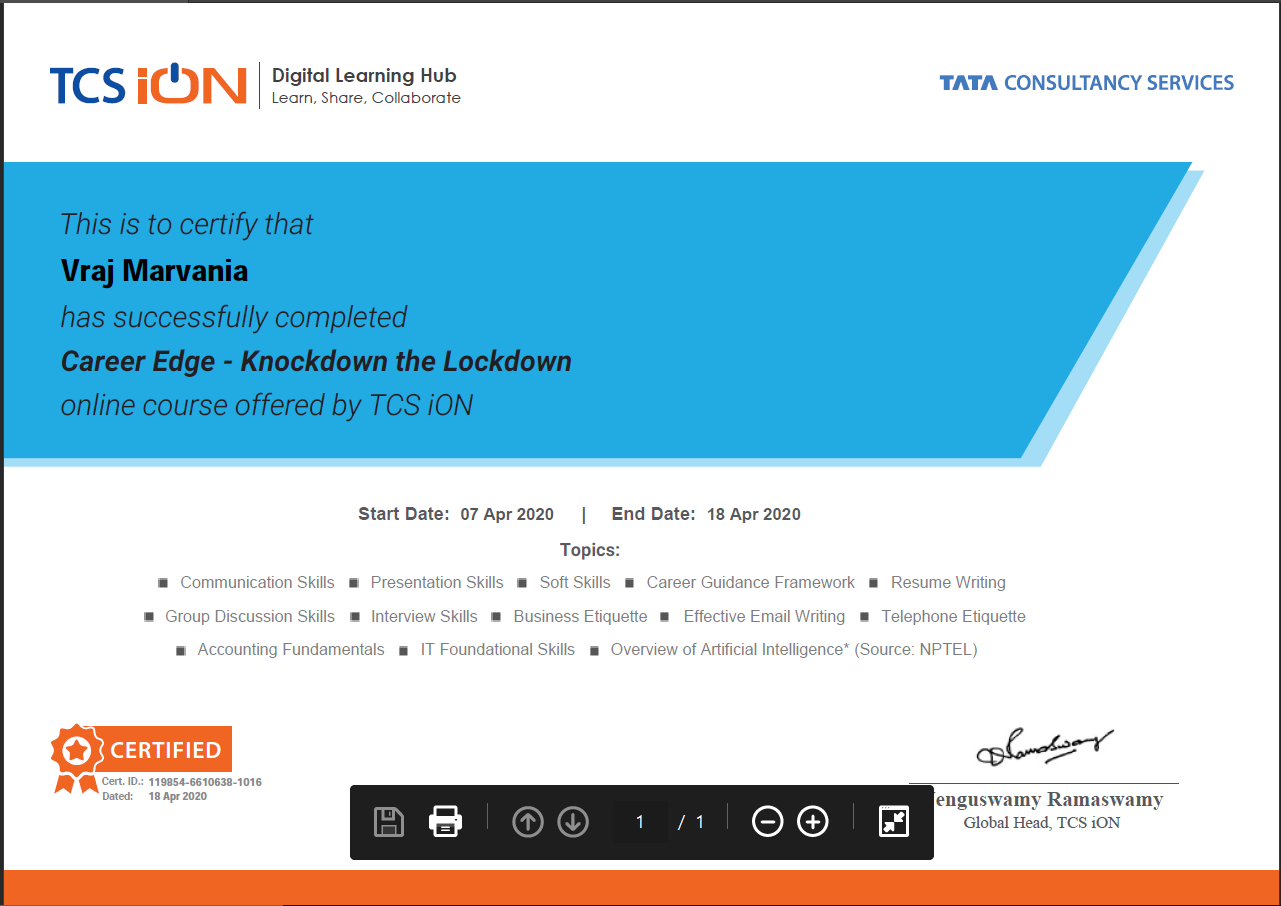 TCS iON
Digital Learning Hub
Learn, Share, Collaborate
TATA CONSULTANCY SERVICES
This is to certify that
Vraj Marvania
has successfully completed
Career Edge - Knockdown the Lockdown
online course offered by TCS iON
Start Date: 07 Apr 2020 | End Date: 18 Apr 2020
Topics:
■ Communication Skills ■ Presentation Skills ■ Soft Skills ■ Career Guidance Framework ■ Resume Writing
■ Group Discussion Skills ■ Interview Skills ■ Business Etiquette ■ Effective Email Writing ■ Telephone Etiquette
■ Accounting Fundamentals ■ IT Foundational Skills ■ Overview of Artificial Intelligence* (Source: NPTEL)
CERTIFIED
Cert. ID.: 119854-6610638-1016
Dated: 18 Apr 2020
Ramaswamy
Global Head, TCS iON
1 / 1